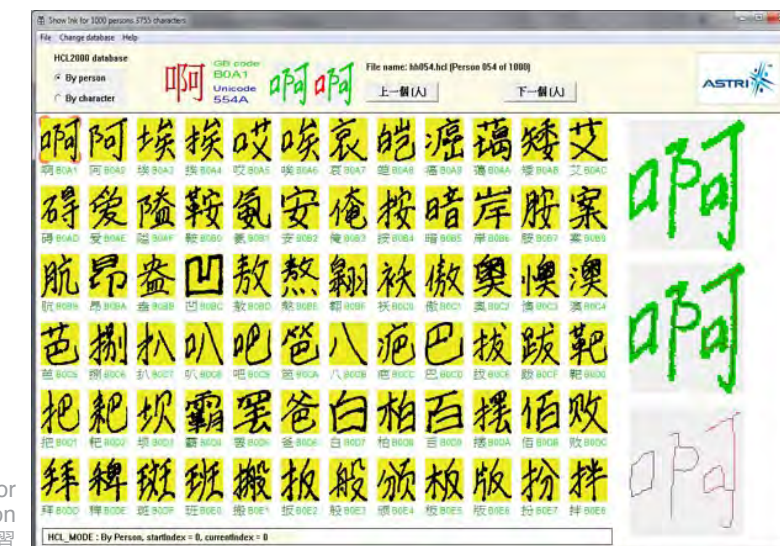 Show Ink for 1000 persons 3755 characters
File Change database Help
HCL2000 database
By person
By character
啊
GB code
B0A1
Unicode
554A
啊 啊
File name: hh054.hcl (Person 054 of 1000)
上一個(人)
下一個(人)
ASTRI
啊 阿 埃 挨 哎 唉 哀 皑 癌 蔼 矮 艾
啊 B0A1 阿 B0A2 埃 B0A3 挨 B0A4 哎 B0A5 唉 B0A6 哀 B0A7 皑 B0A8 癌 B0A9 蔼 B0AA 矮 B0AB 艾 B0AC
碍 爱 隘 鞍 氨 安 俺 按 暗 岸 胺 案
碍 B0AD 爱 B0AE 隘 B0AF 鞍 B0B0 氨 B0B1 安 B0B2 俺 B0B3 按 B0B4 暗 B0B5 岸 B0B6 胺 B0B7 案 B0B8
肮 昂 盎 凹 敖 熬 翱 袄 傲 奥 懊 澳
肮 B0B9 昂 B0BA 盎 B0BB 凹 B0BC 敖 B0BD 熬 B0BE 翱 B0BF 袄 B0C0 傲 B0C1 奥 B0C2 懊 B0C3 澳 B0C4
芭 捌 扒 叭 吧 笆 八 疤 巴 拔 跋 靶
芭 B0C5 捌 B0C6 扒 B0C7 叭 B0C8 吧 B0C9 笆 B0CA 八 B0CB 疤 B0CC 巴 B0CD 拔 B0CE 跋 B0CF 靶 B0D0
把 耙 坝 霸 罢 爸 白 柏 百 摆 佰 败
把 B0D1 耙 B0D2 坝 B0D3 霸 B0D4 罢 B0D5 爸 B0D6 白 B0D7 柏 B0D8 百 B0D9 摆 B0DA 佰 B0DB 败 B0DC
拜 稗 斑 班 搬 扳 般 颁 板 版 扮 拌
拜 B0DD 稗 B0DE 斑 B0DF 班 B0E0 搬 B0E1 扳 B0E2 般 B0E3 颁 B0E4 板 B0E5 版 B0E6 扮 B0E7 拌 B0E8
啊
啊
啊
HCL_MODE : By Person, startIndex = 0, currentIndex = 0
or
on
習